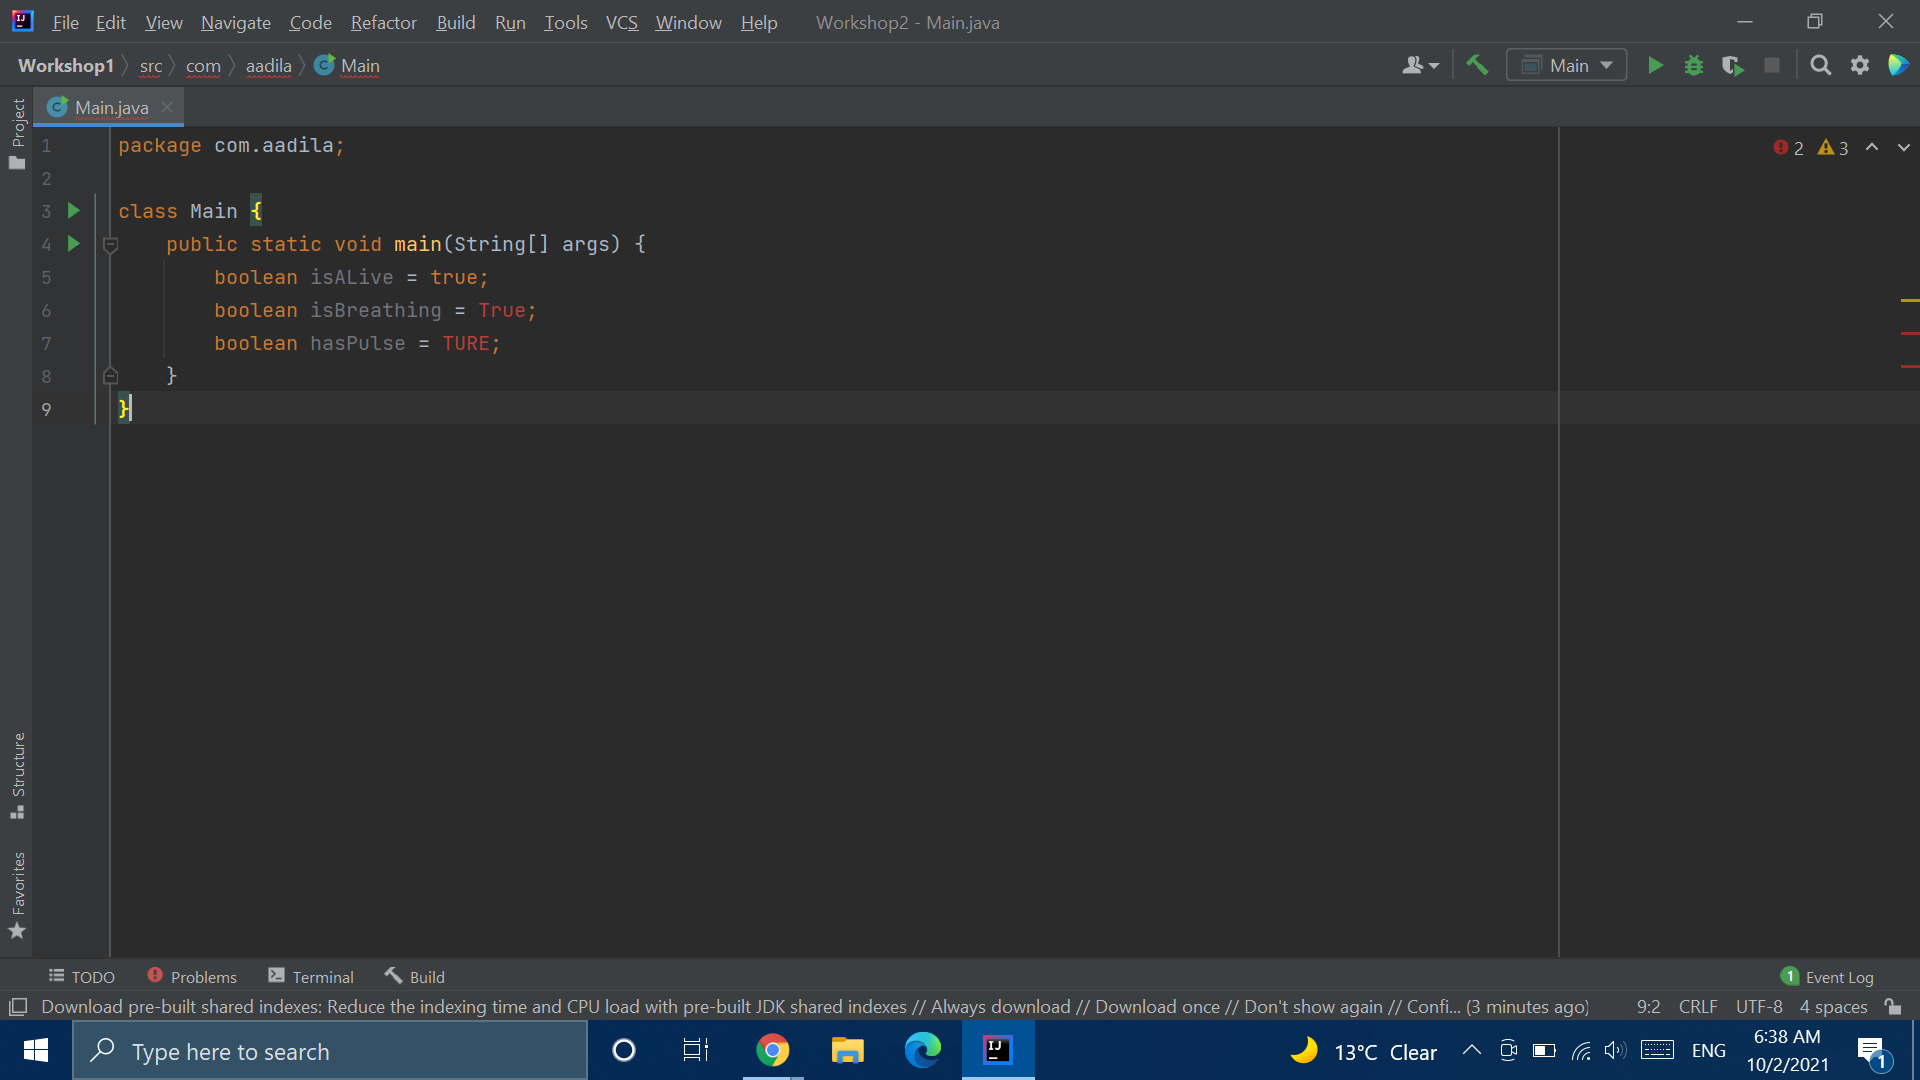 File Edit View Navigate Code Refactor Build Run Tools VCS Window Help Workshop2 - Main.java
Workshop1 src com aadila Main Main
Main.java
Project
1 package com.aadila; 2 3
2
3 class Main {
4 public static void main(String[] args) {
5 boolean isALive = true;
6 boolean isBreathing = True;
7 boolean hasPulse = TURE;
8 }
9 }
Structure
Favorites
TODO Problems Terminal Build 1 Event Log
Download pre-built shared indexes: Reduce the indexing time and CPU load with pre-built JDK shared indexes // Always download // Download once // Don't show again // Confi... (3 minutes ago) 9:2 CRLF UTF-8 4 spaces
Type here to search 13°C Clear ENG 6:38 AM
10/2/2021 1